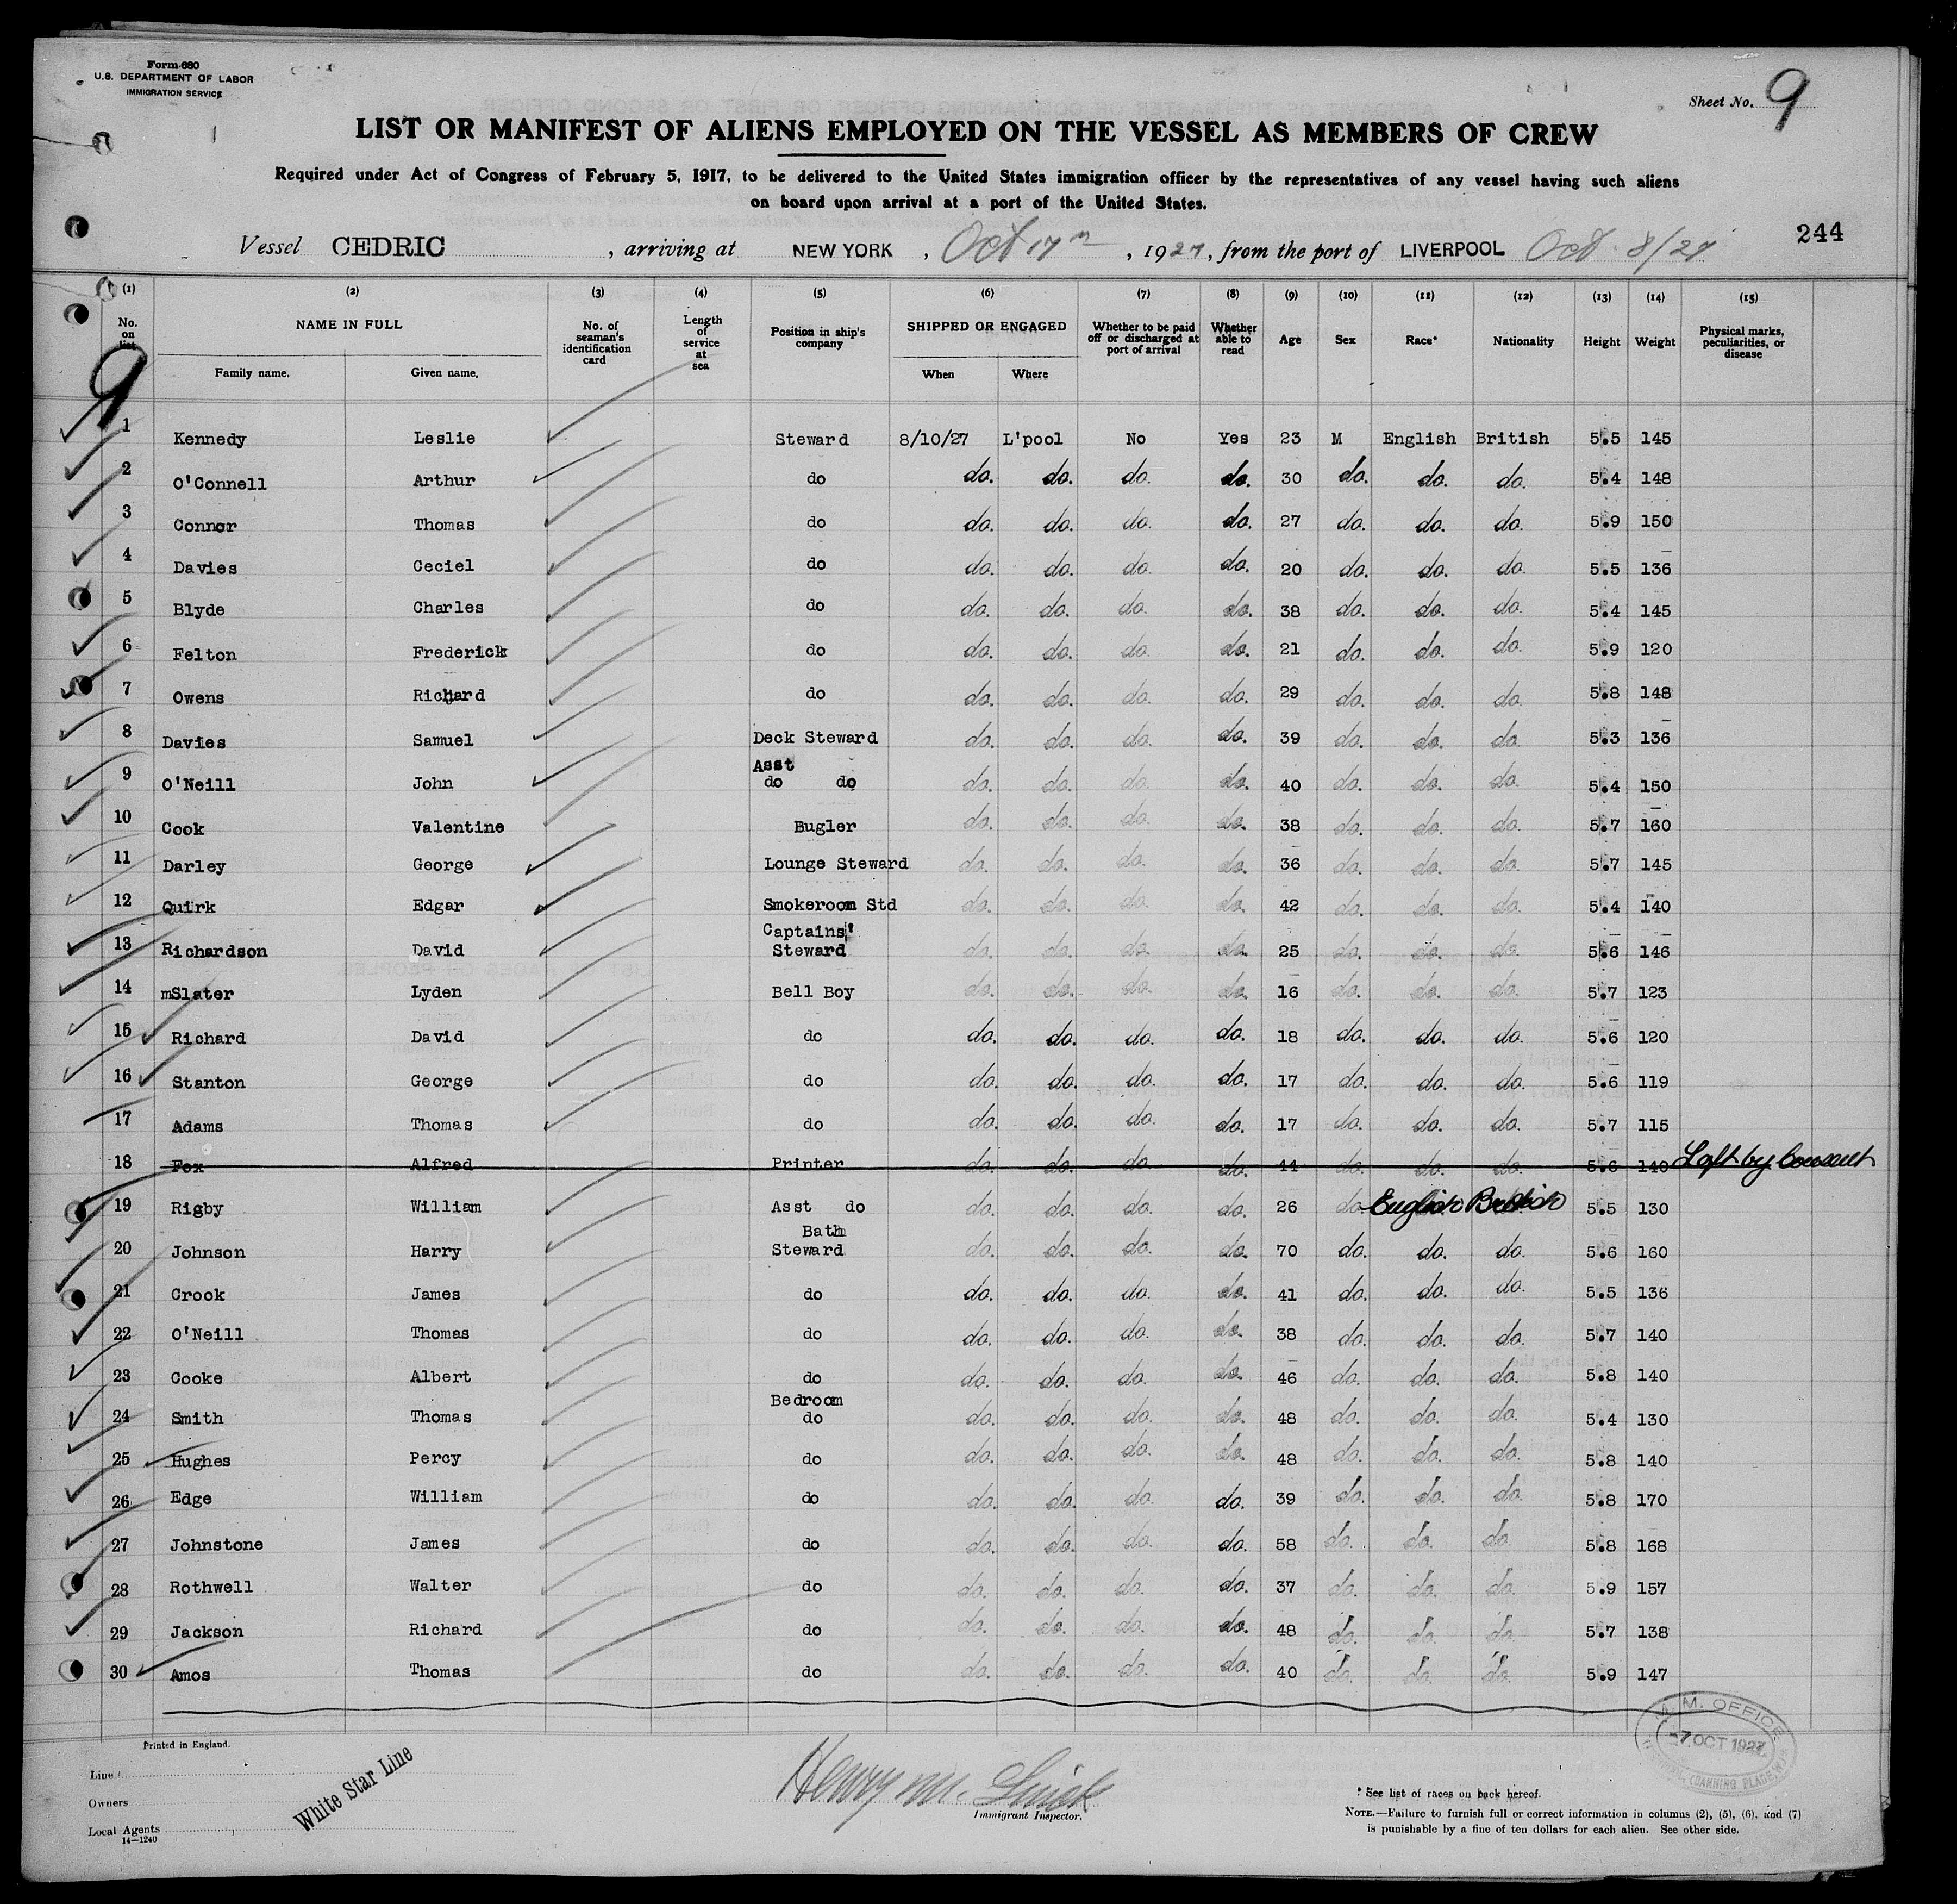 Form 680
U.S. DEPARTMENT OF LABOR
IMMIGRATION SERVICE
Sheet No. 9
LIST OR MANIFEST OF ALIENS EMPLOYED ON THE VESSEL AS MEMBERS OF CREW
Required under Act of Congress of February 5, 1917, to be delivered to the United States immigration officer by the representatives of any vessel having such aliens
on board upon arrival at a port of the United States.
244
Vessel CEDRIC , arriving at NEW YORK , Oct 17th , 1927, from the port of LIVERPOOL Oct. 8/27
(1) (2) (3) (4) (5) (6) (7) (8) (9) (10) (11) (12) (13) (14) (15)
No. on list NAME IN FULL Family name. Given name. No. of seaman's identification card Length of service at sea Position in ship's company SHIPPED OR ENGAGED When Where Whether to be paid off or discharged at port of arrival Whether able to read Age Sex Race* Nationality Height Weight Physical marks, peculiarities, or disease
9
1 Kennedy Leslie Steward 8/10/27 L'pool No Yes 23 M English British 5.5 145
2 O'Connell Arthur do do. do. do. do. 30 do. do. do. 5.4 148
3 Connor Thomas do do. do. do. do. 27 do. do. do. 5.9 150
4 Davies Ceciel do do. do. do. do. 20 do. do. do. 5.5 136
5 Blyde Charles do do. do. do. do. 38 do. do. do. 5.4 145
6 Felton Frederick do do. do. do. do. 21 do. do. do. 5.9 120
7 Owens Richard do do. do. do. do. 29 do. do. do. 5.8 148
8 Davies Samuel Deck Steward do. do. do. do. 39 do. do. do. 5.3 136
9 O'Neill John Asst do do do. do. do. do. 40 do. do. do. 5.4 150
10 Cook Valentine Bugler do. do. do. do. 38 do. do. do. 5.7 160
11 Darley George Lounge Steward do. do. do. do. 36 do. do. do. 5.7 145
12 Quirk Edgar Smokeroom Std do. do. do. do. 42 do. do. do. 5.4 140
13 Richardson David Captains' Steward do. do. do. do. 25 do. do. do. 5.6 146
14 mSlater Lyden Bell Boy do. do. do. do. 16 do. do. do. 5.7 123
15 Richard David do do. do. do. do. 18 do. do. do. 5.6 120
16 Stanton George do do. do. do. do. 17 do. do. do. 5.6 119
17 Adams Thomas do do. do. do. do. 17 do. do. do. 5.7 115
18 Fox Alfred Printer do. do. do. do. 44 do. do. do. 5.6 140 Left by Consent
19 Rigby William Asst do do. do. do. do. 26 do. English British 5.5 130
20 Johnson Harry Bath Steward do. do. do. do. 70 do. do. do. 5.6 160
21 Crook James do do. do. do. do. 41 do. do. do. 5.5 136
22 O'Neill Thomas do do. do. do. do. 38 do. do. do. 5.7 140
23 Cooke Albert do do. do. do. do. 46 do. do. do. 5.8 140
24 Smith Thomas Bedroom do do. do. do. do. 48 do. do. do. 5.4 130
25 Hughes Percy do do. do. do. do. 48 do. do. do. 5.8 140
26 Edge William do do. do. do. do. 39 do. do. do. 5.8 170
27 Johnstone James do do. do. do. do. 58 do. do. do. 5.8 168
28 Rothwell Walter do do. do. do. do. 37 do. do. do. 5.9 157
29 Jackson Richard do do. do. do. do. 48 do. do. do. 5.7 138
30 Amos Thomas do do. do. do. do. 40 do. do. do. 5.9 147
Printed in England.
Line
Owners
Local Agents
14—1240
White Star Line
Henry M.
Immigrant Inspector.
M. OFFICE
7 OCT 1927
CANNING PLACE
* See list of races on back hereof.
NOTE.—Failure to furnish full or correct information in columns (2), (5), (6), and (7)
is punishable by a fine of ten dollars for each alien. See other side.